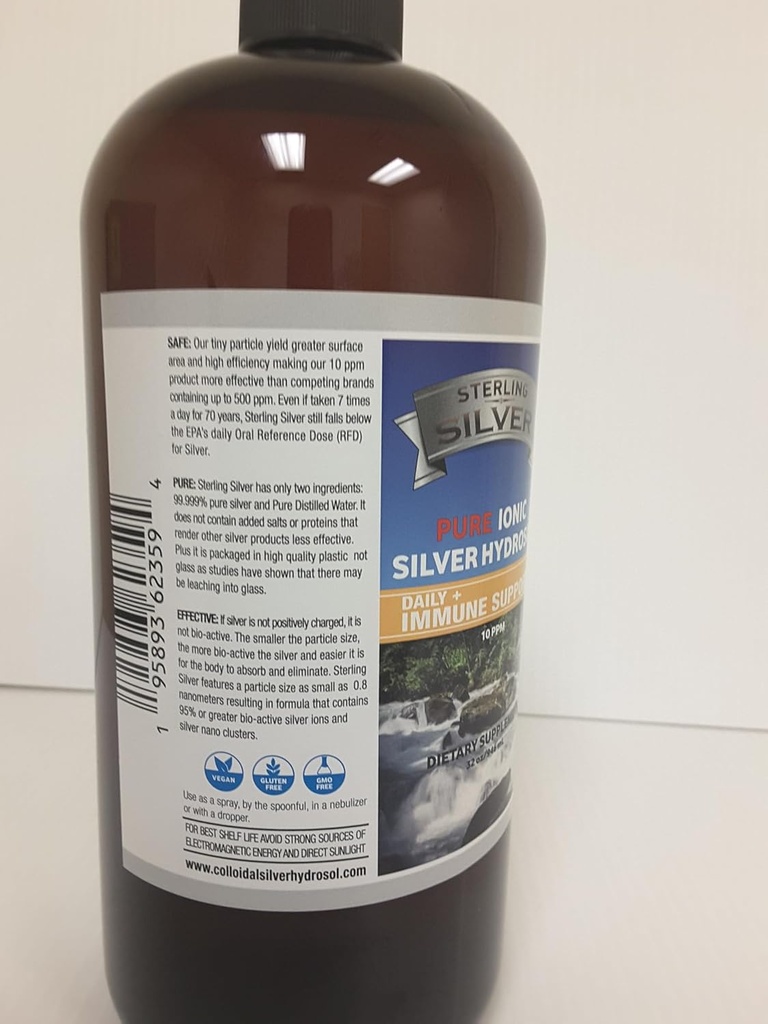 SAFE: Our tiny particle yield greater surface
area and high efficiency making our 10 ppm
product more effective than competing brands
containing up to 500 ppm. Even if taken 7 times
a day for 70 years, Sterling Silver still falls below
the EPA's daily Oral Reference Dose (RFD)
for Silver.
PURE: Sterling Silver has only two ingredients:
99.999% pure silver and Pure Distilled Water. It
does not contain added salts or proteins that
render other silver products less effective.
Plus it is packaged in high quality plastic not
glass as studies have shown that there may
be leaching into glass.
EFFECTIVE: If silver is not positively charged, it is
not bio-active. The smaller the particle size,
the more bio-active the silver and easier it is
for the body to absorb and eliminate. Sterling
Silver features a particle size as small as 0.8
nanometers resulting in formula that contains
95% or greater bio-active silver ions and
silver nano clusters.
VEGAN
GLUTEN
FREE
GMO
FREE
Use as a spray, by the spoonful, in a nebulizer
or with a dropper.
FOR BEST SHELF LIFE AVOID STRONG SOURCES OF
ELECTROMAGNETIC ENERGY AND DIRECT SUNLIGHT
www.colloidalsilverhydrosol.com
1 95893 62359 4
STERLING
SILVER
PURE IONIC
SILVER HYDROS
DAILY +
IMMUNE SUPPO
10 PPM
DIETARY SUPPLEM
32 oz/946 mL